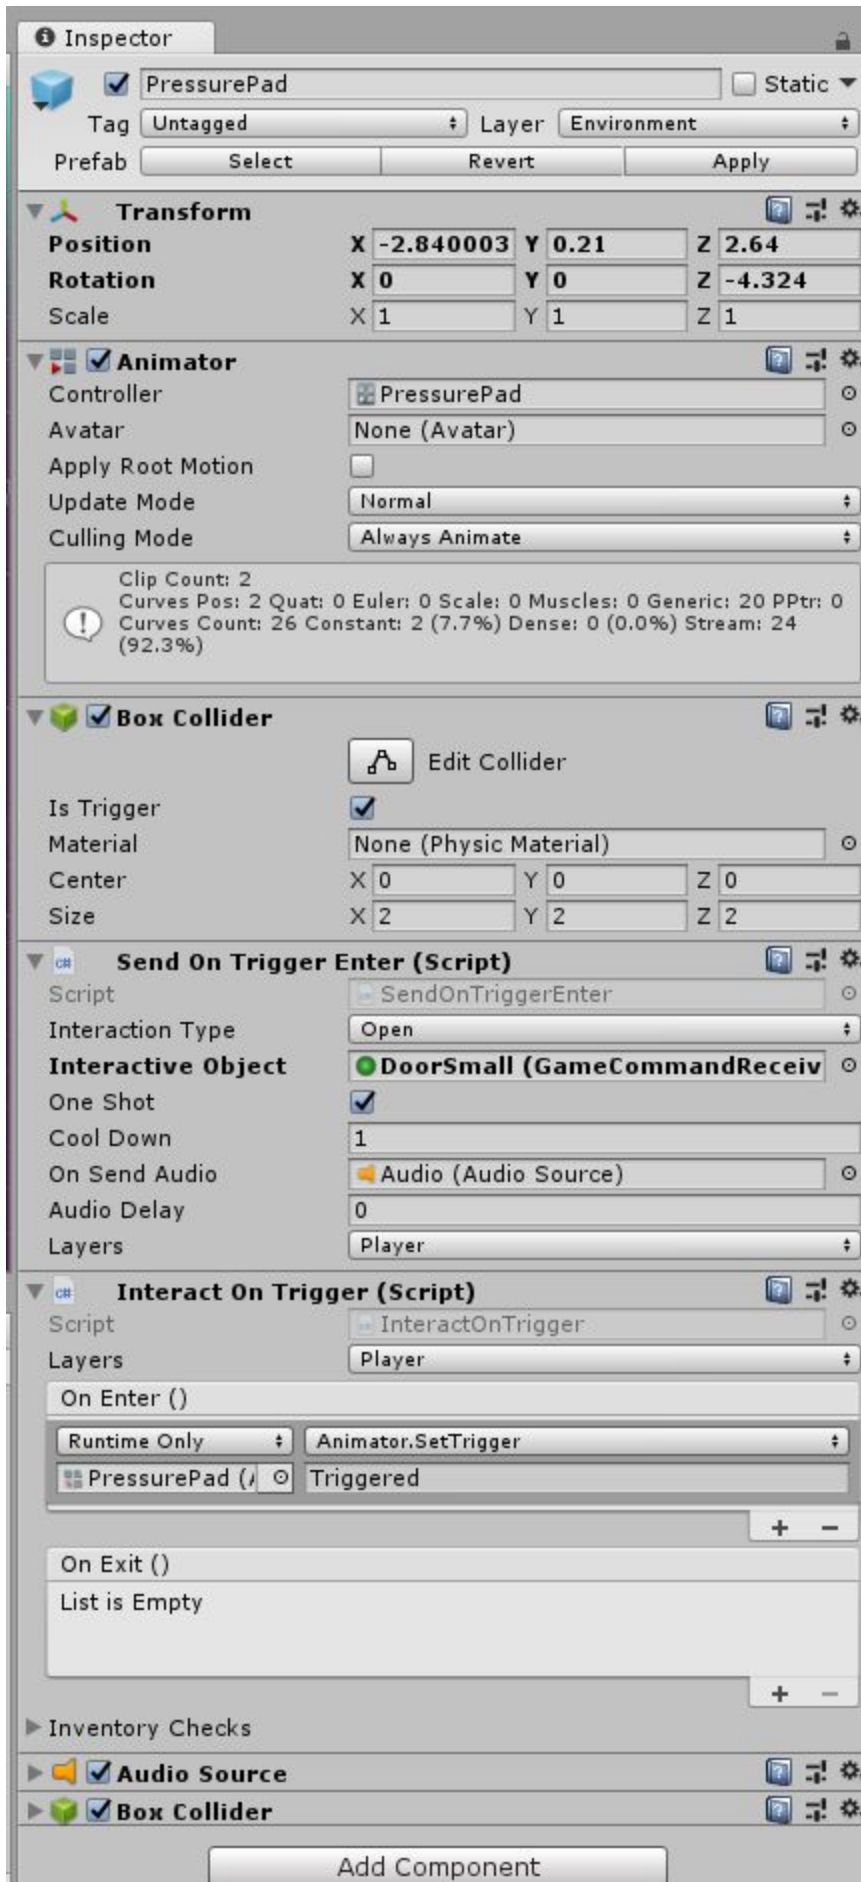 Inspector
PressurePad
Static
Tag Untagged Layer Environment
Prefab Select Revert Apply
Transform
Position X -2.840003 Y 0.21 Z 2.64
Rotation X 0 Y 0 Z -4.324
Scale X 1 Y 1 Z 1
Animator
Controller PressurePad
Avatar None (Avatar)
Apply Root Motion
Update Mode Normal
Culling Mode Always Animate
Clip Count: 2
Curves Pos: 2 Quat: 0 Euler: 0 Scale: 0 Muscles: 0 Generic: 20 PPtr: 0
Curves Count: 26 Constant: 2 (7.7%) Dense: 0 (0.0%) Stream: 24
(92.3%)
Box Collider
Edit Collider
Is Trigger
Material None (Physic Material)
Center X 0 Y 0 Z 0
Size X 2 Y 2 Z 2
C# Send On Trigger Enter (Script)
Script SendOnTriggerEnter
Interaction Type Open
Interactive Object DoorSmall (GameCommandReceiv
One Shot
Cool Down 1
On Send Audio Audio (Audio Source)
Audio Delay 0
Layers Player
C# Interact On Trigger (Script)
Script InteractOnTrigger
Layers Player
On Enter ()
Runtime Only Animator.SetTrigger
PressurePad (A Triggered
+ −
On Exit ()
List is Empty
+ −
Inventory Checks
Audio Source
Box Collider
Add Component